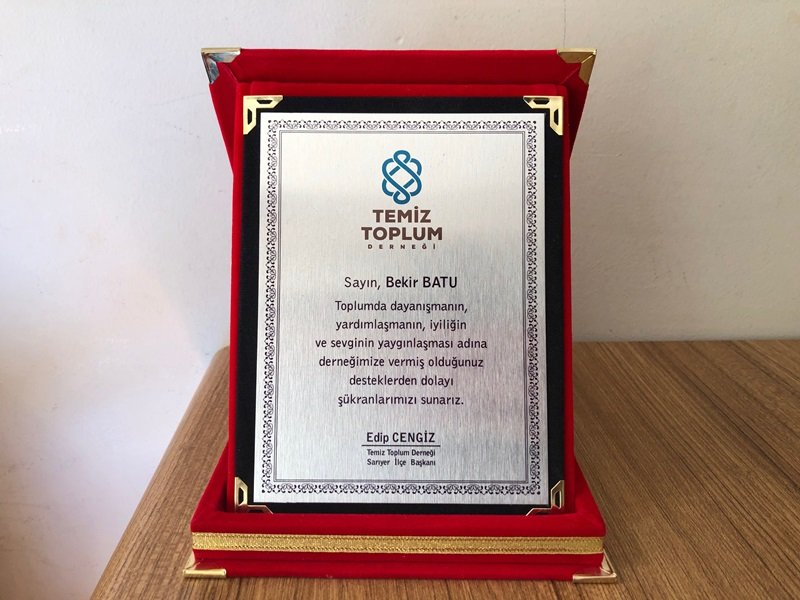 TEMİZ
TOPLUM
DERNEĞİ
Sayın, Bekir BATU
Toplumda dayanışmanın,
yardımlaşmanın, iyiliğin
ve sevginin yaygınlaşması adına
derneğimize vermiş olduğunuz
desteklerden dolayı
şükranlarımızı sunarız.
Edip CENGİZ
Temiz Toplum Derneği
Sarıyer İlçe Başkanı